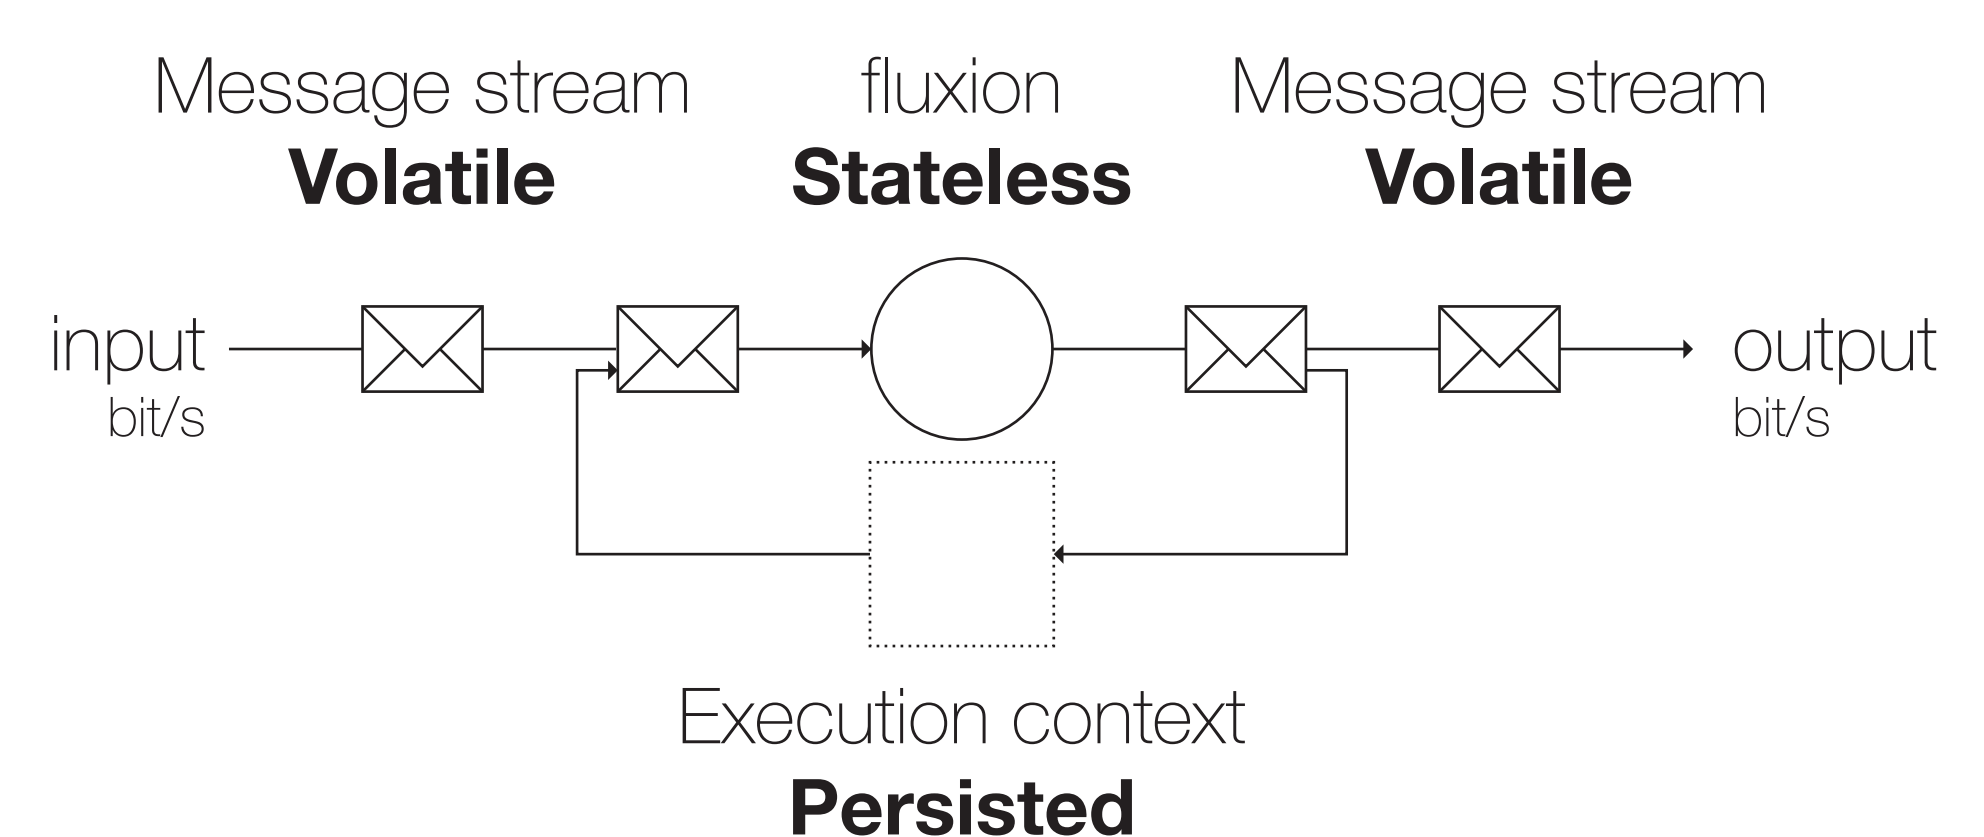 Message stream
Volatile
fluxion
Stateless
Message stream
Volatile
input
bit/s
output
bit/s
Execution context
Persisted